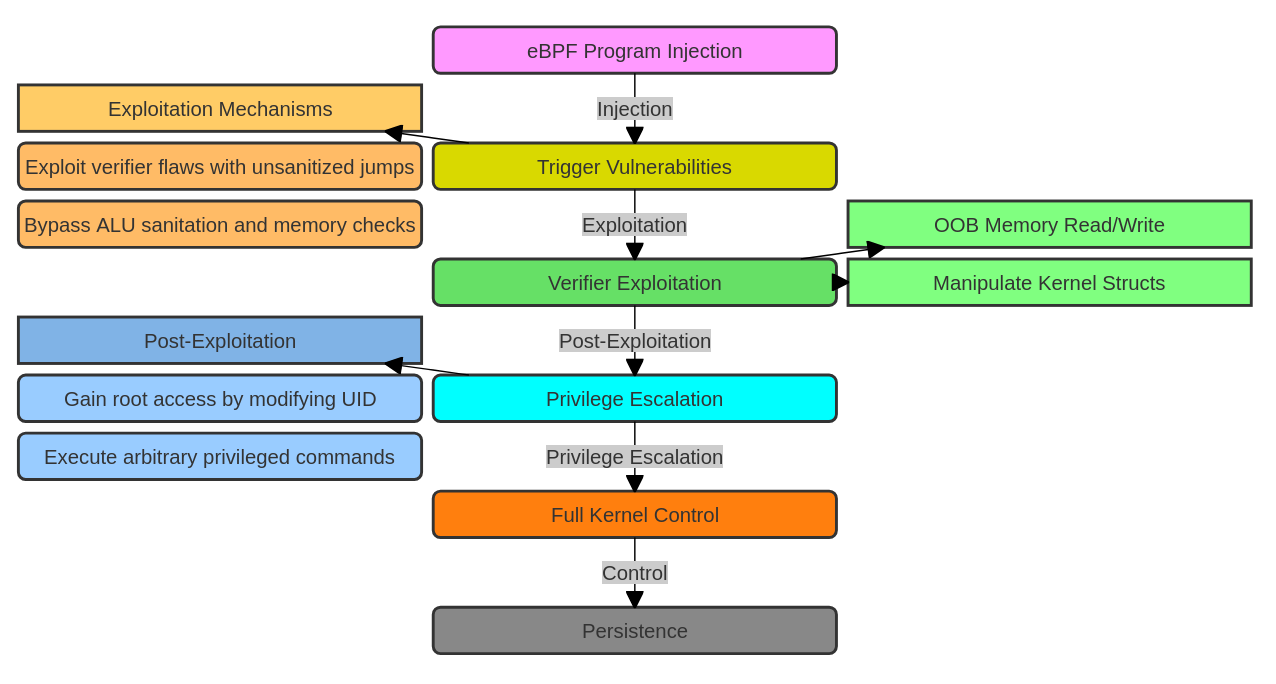 eBPF Program Injection
Injection
Exploitation Mechanisms
Trigger Vulnerabilities
Exploit verifier flaws with unsanitized jumps
Bypass ALU sanitation and memory checks
Exploitation
OOB Memory Read/Write
Verifier Exploitation
Manipulate Kernel Structs
Post-Exploitation
Post-Exploitation
Privilege Escalation
Gain root access by modifying UID
Execute arbitrary privileged commands
Privilege Escalation
Full Kernel Control
Control
Persistence